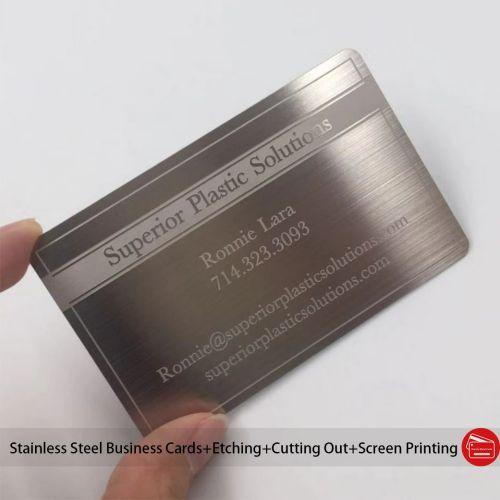 Superior Plastic Solutions
Ronnie Lara
714.323.3093
Ronnie@superiorplasticsolutions.com
superiorplasticsolutions.com
Stainless Steel Business Cards+Etching+Cutting Out+Screen Printing